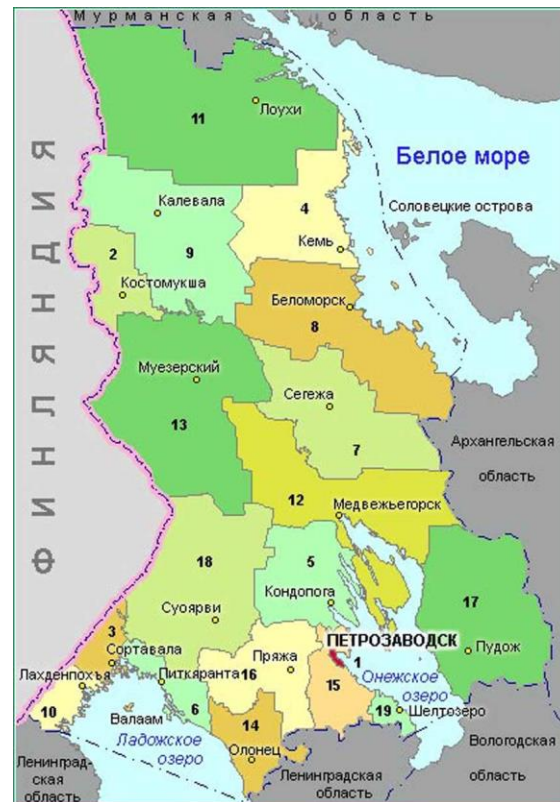 Мурманская область
11
Лоухи
Белое море
Калевала
4
Соловецкие острова
2
9
Кемь
Костомукша
Беломорск
8
ФИНЛЯНДИЯ
Муезерский
Сегежа
13
7
Архангельская
область
12
Медвежьегорск
18
5
Кондопога
17
Суоярви
3
ПЕТРОЗАВОДСК
Сортавала
Пудож
Лахденпохья
Питкяранта
16
Пряжа
1
Онежское
озеро
15
10
Валаам
6
14
19
Шелтозеро
Ладожское
озеро
Олонец
Вологодская
область
Ленинград-
ская
область
Ленинградская
область